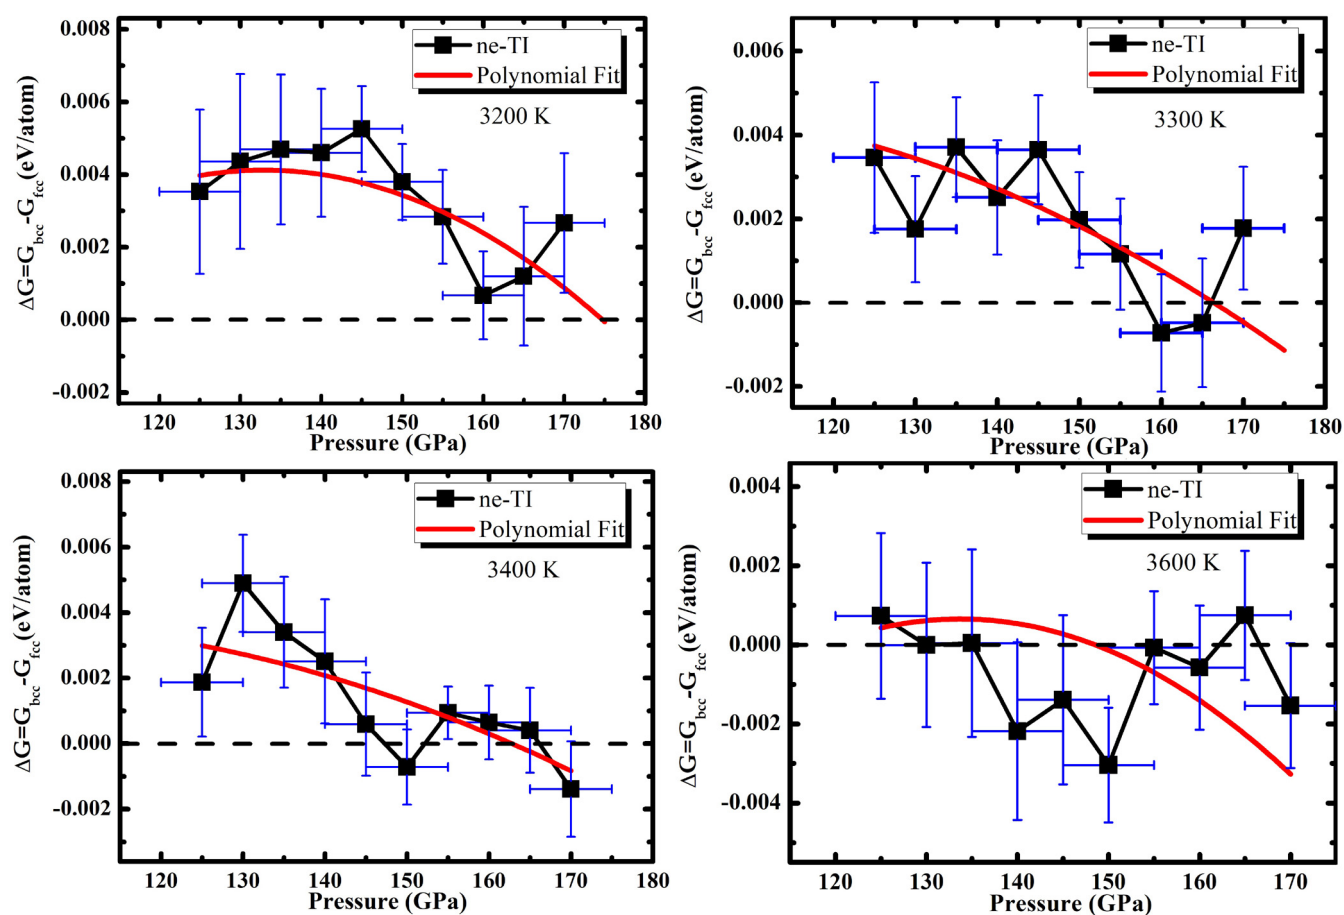 0.008
0.006
0.004
0.002
0.000
-0.002
ΔG=G_bcc -G_fcc(eV/atom)
ne-TI
Polynomial Fit
3200 K
120 130 140 150 160 170 180
Pressure (GPa)
0.006
0.004
0.002
0.000
-0.002
ΔG=G_bcc -G_fcc(eV/atom)
ne-TI
Polynomial Fit
3300 K
120 130 140 150 160 170 180
Pressure (GPa)
0.008
0.006
0.004
0.002
0.000
-0.002
ΔG=G_bcc -G_fcc(eV/atom)
ne-TI
Polynomial Fit
3400 K
120 130 140 150 160 170 180
Pressure (GPa)
0.004
0.002
0.000
-0.002
-0.004
ΔG=G_bcc -G_fcc(eV/atom)
ne-TI
Polynomial Fit
3600 K
120 130 140 150 160 170
Pressure (GPa)